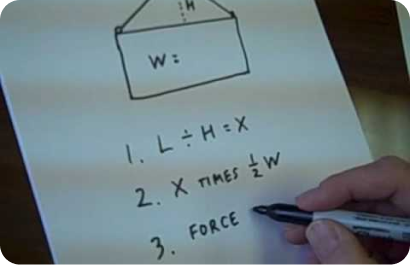 H
W =
1. L ÷ H = X
2. X TIMES ½ W
3. FORCE